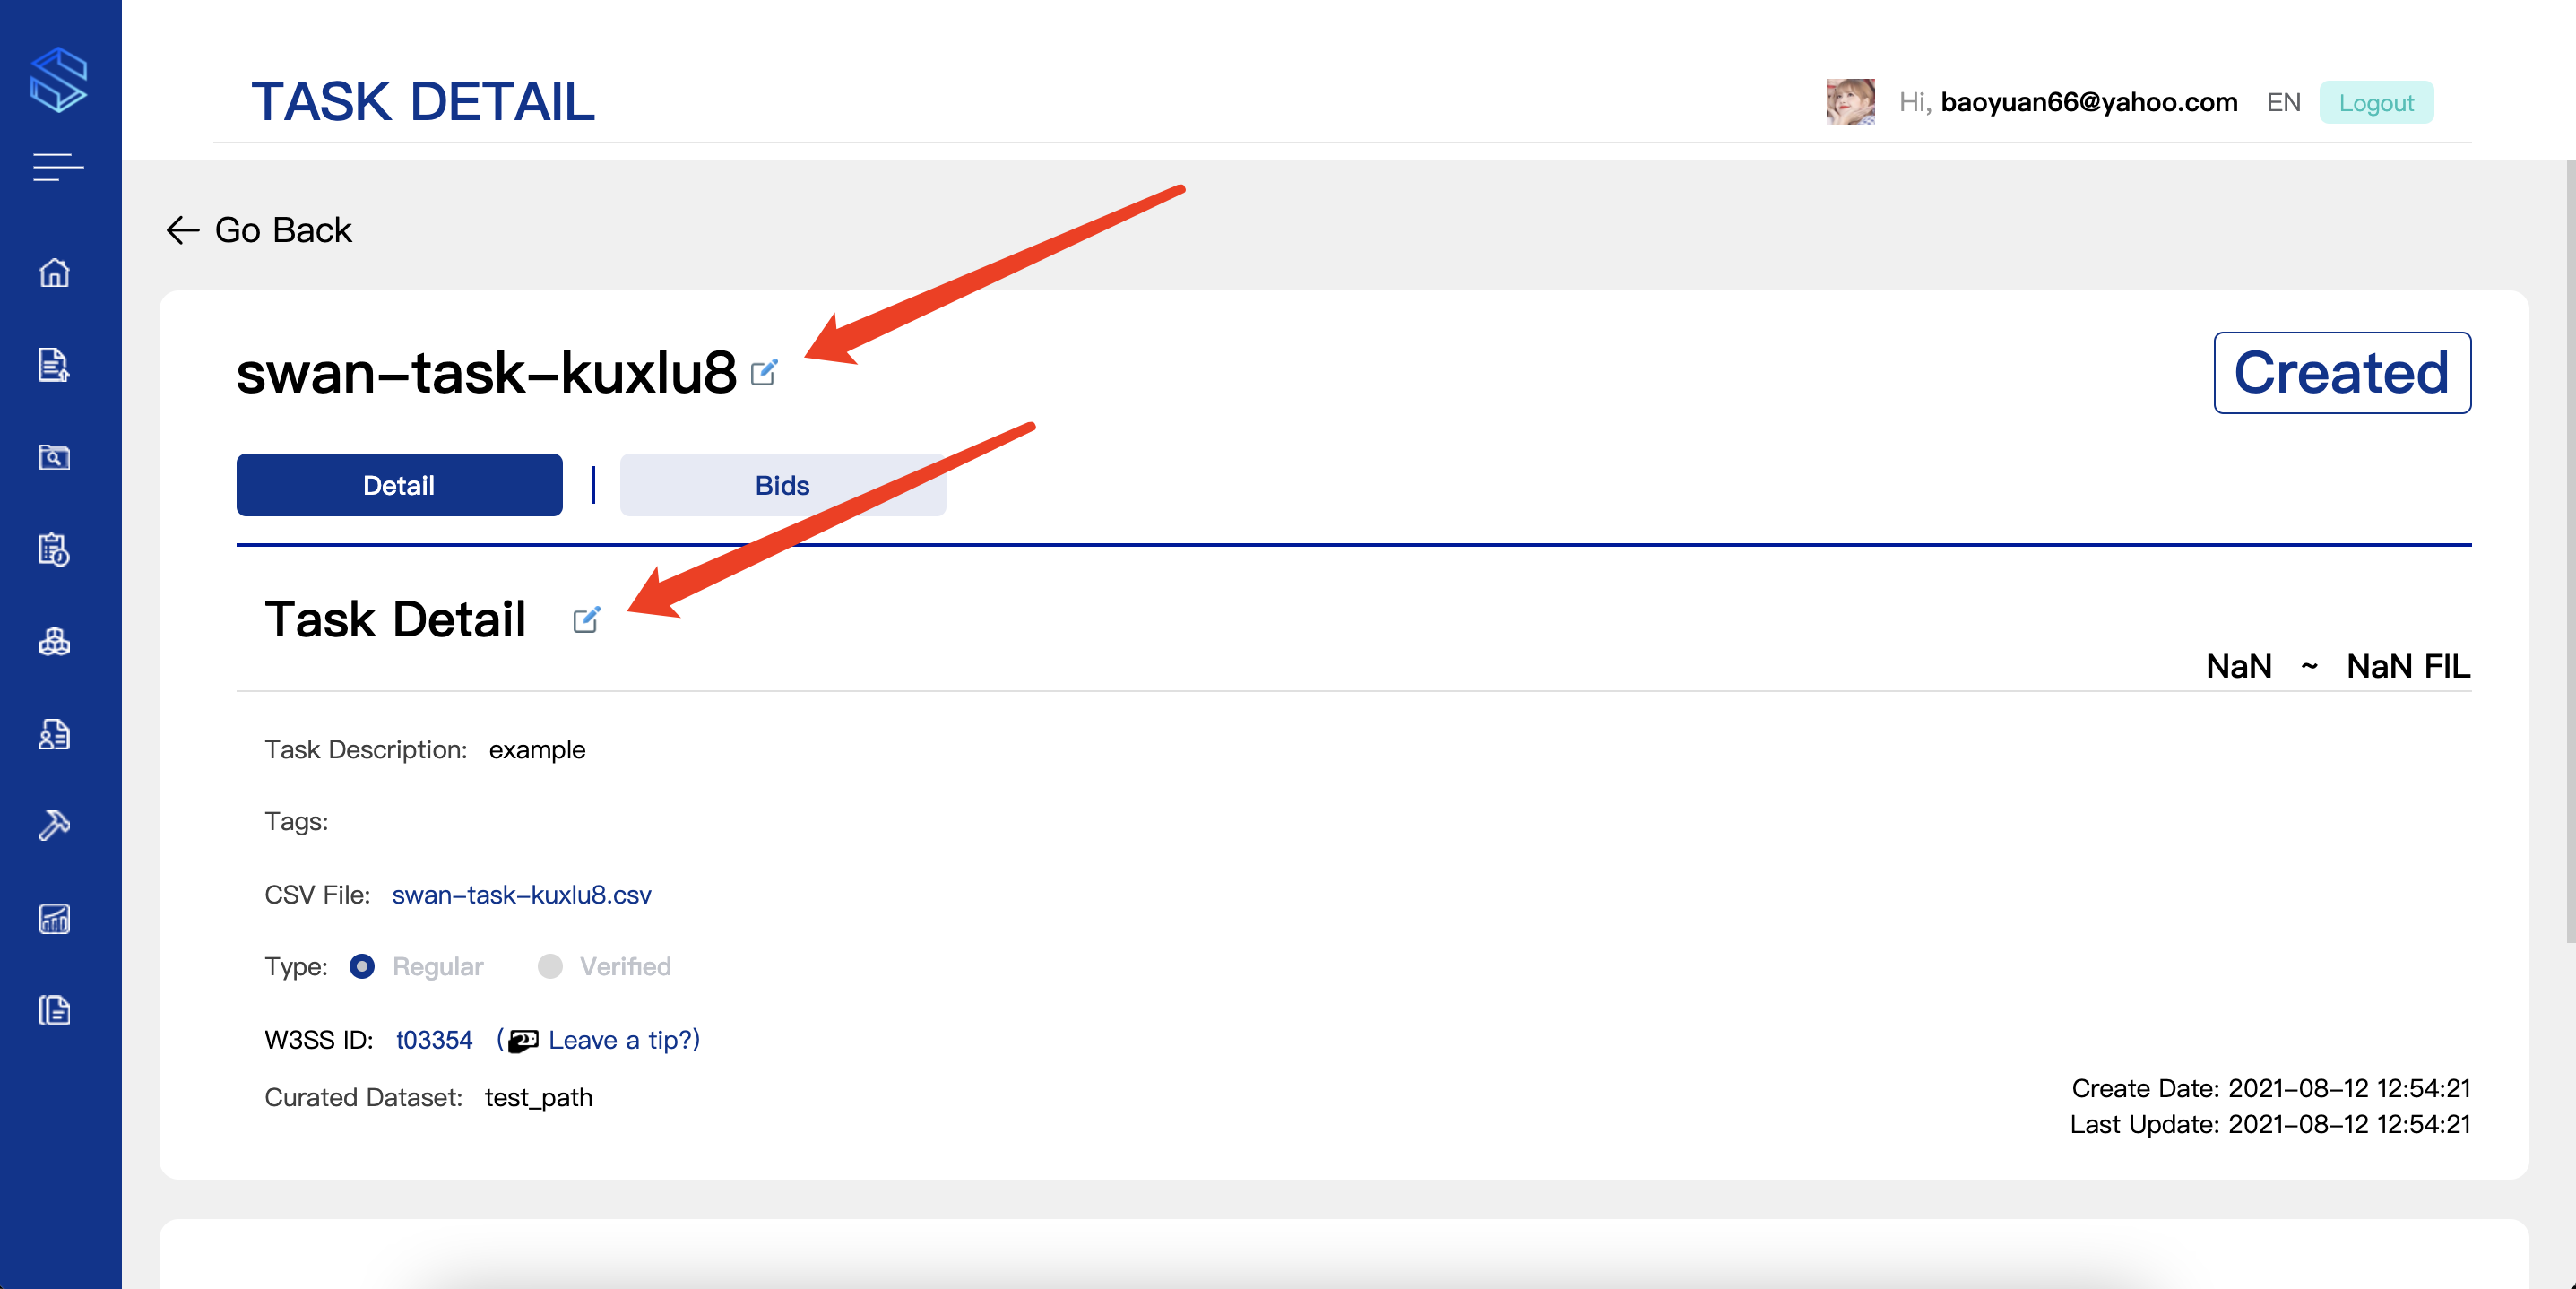 TASK DETAIL
Hi, baoyuan66@yahoo.com EN Logout
Go Back
swan-task-kuxlu8
Created
Detail
Bids
Task Detail
NaN ~ NaN FIL
Task Description: example
Tags:
CSV File: swan-task-kuxlu8.csv
Type: Regular Verified
W3SS ID: t03354 ( Leave a tip?)
Curated Dataset: test_path
Create Date: 2021-08-12 12:54:21
Last Update: 2021-08-12 12:54:21